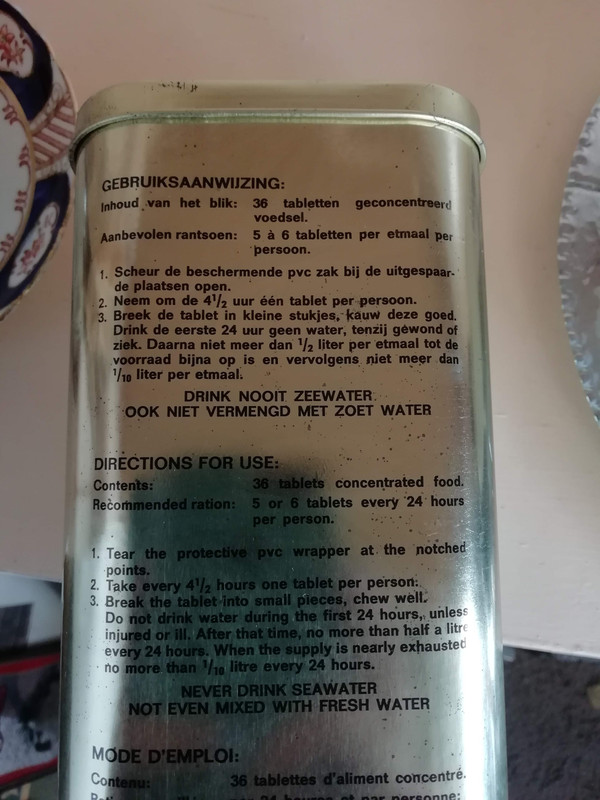 GEBRUIKSAANWIJZING:
Inhoud van het blik: 36 tabletten geconcentreerd
voedsel.
Aanbevolen rantsoen: 5 à 6 tabletten per etmaal per
persoon.
1. Scheur de beschermende pvc zak bij de uitgespaar-
de plaatsen open.
2. Neem om de 4 1/2 uur één tablet per persoon.
3. Breek de tablet in kleine stukjes, kauw deze goed.
Drink de eerste 24 uur geen water, tenzij gewond of
ziek. Daarna niet meer dan 1/2 liter per etmaal tot de
voorraad bijna op is en vervolgens niet meer dan
1/10 liter per etmaal.
DRINK NOOIT ZEEWATER
OOK NIET VERMENGD MET ZOET WATER
DIRECTIONS FOR USE:
Contents: 36 tablets concentrated food.
Recommended ration: 5 or 6 tablets every 24 hours
per person.
1. Tear the protective pvc wrapper at the notched
points.
2. Take every 4 1/2 hours one tablet per person.
3. Break the tablet into small pieces, chew well.
Do not drink water during the first 24 hours, unless
injured or ill. After that time, no more than half a litre
every 24 hours. When the supply is nearly exhausted
no more than 1/10 litre every 24 hours.
NEVER DRINK SEAWATER
NOT EVEN MIXED WITH FRESH WATER
MODE D'EMPLOI:
Contenu: 36 tablettes d'aliment concentré.
24 heures et par personne: